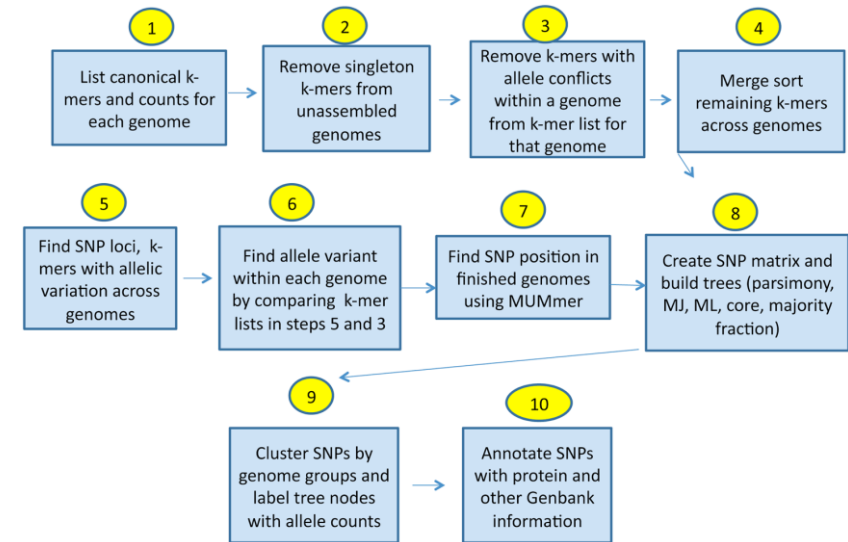 1
List canonical k-
mers and counts for
each genome
2
Remove singleton
k-mers from
unassembled
genomes
3
Remove k-mers with
allele conflicts
within a genome
from k-mer list for
that genome
4
Merge sort
remaining k-mers
across genomes
5
Find SNP loci, k-
mers with allelic
variation across
genomes
6
Find allele variant
within each genome
by comparing k-mer
lists in steps 5 and 3
7
Find SNP position in
finished genomes
using MUMmer
8
Create SNP matrix and
build trees (parsimony,
MJ, ML, core, majority
fraction)
9
Cluster SNPs by
genome groups and
label tree nodes
with allele counts
10
Annotate SNPs
with protein and
other Genbank
information